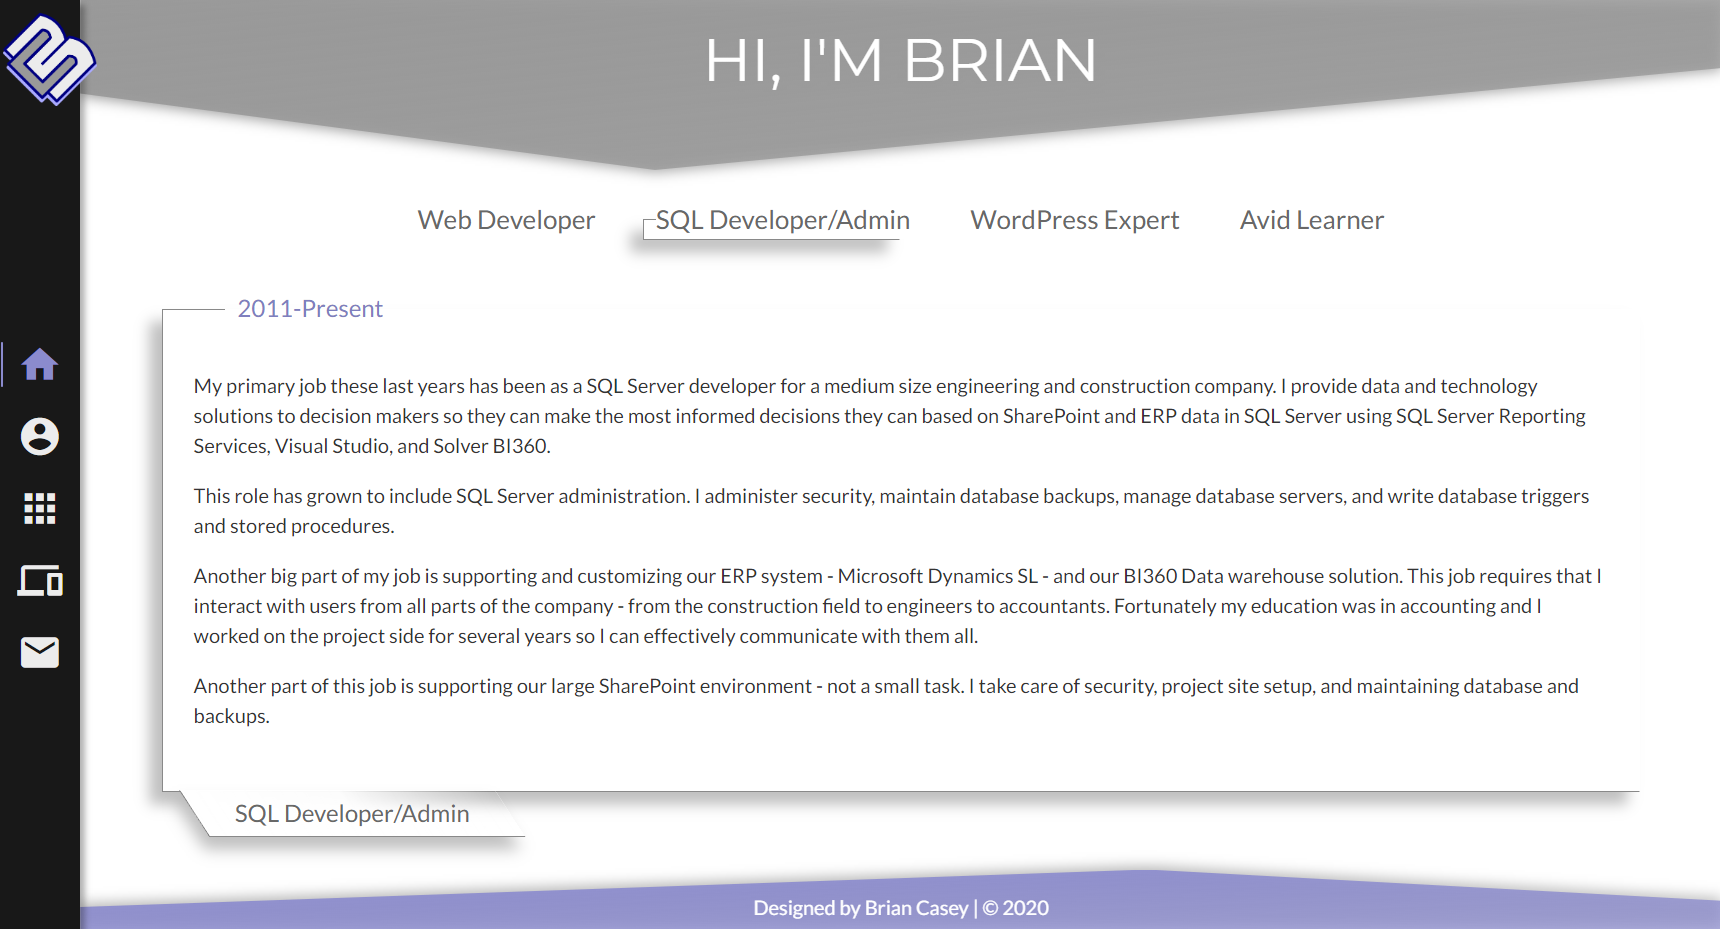 HI, I'M BRIAN
Web Developer SQL Developer/Admin WordPress Expert Avid Learner
2011-Present
My primary job these last years has been as a SQL Server developer for a medium size engineering and construction company. I provide data and technology
solutions to decision makers so they can make the most informed decisions they can based on SharePoint and ERP data in SQL Server using SQL Server Reporting
Services, Visual Studio, and Solver BI360.
This role has grown to include SQL Server administration. I administer security, maintain database backups, manage database servers, and write database triggers
and stored procedures.
Another big part of my job is supporting and customizing our ERP system - Microsoft Dynamics SL - and our BI360 Data warehouse solution. This job requires that I
interact with users from all parts of the company - from the construction field to engineers to accountants. Fortunately my education was in accounting and I
worked on the project side for several years so I can effectively communicate with them all.
Another part of this job is supporting our large SharePoint environment - not a small task. I take care of security, project site setup, and maintaining database and
backups.
SQL Developer/Admin
Designed by Brian Casey | © 2020